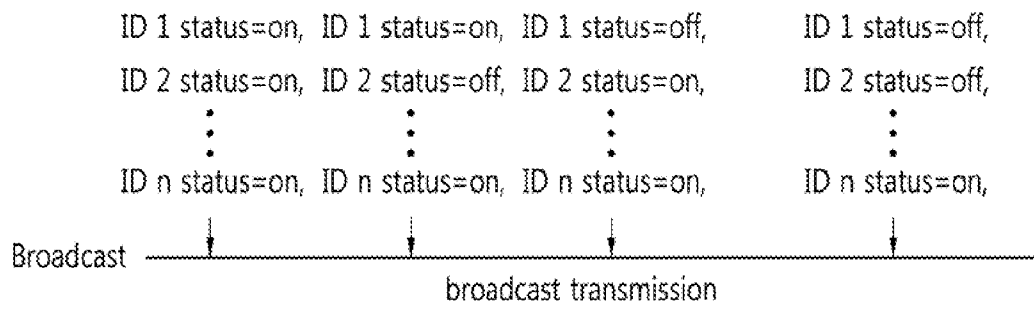 ID 1 status=on, ID 1 status=on, ID 1 status=off, ID 1 status=off,
ID 2 status=on, ID 2 status=off, ID 2 status=on, ID 2 status=off,
ID n status=on, ID n status=on, ID n status=on, ID n status=on,
Broadcast
broadcast transmission